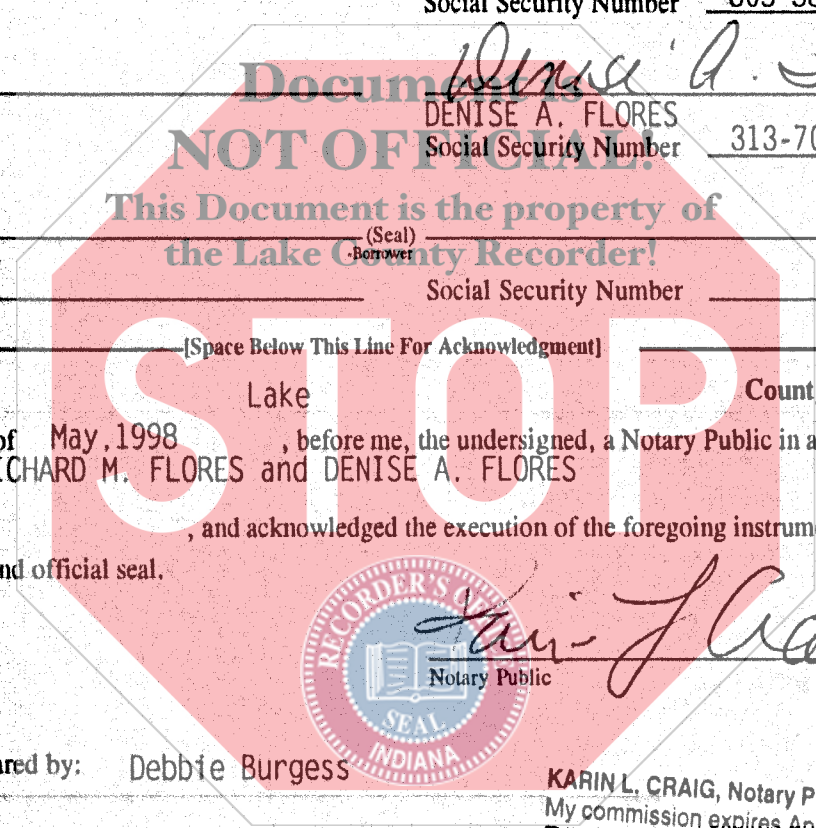 Social Security Number
Document is
DENISE A. FLORES
NOT OFFICIAL!
Social Security Number 313-70
This Document is the property of
(Seal)
-Borrower
the Lake County Recorder!
Social Security Number
[Space Below This Line For Acknowledgment]
STOP
Lake Count
of May,1998 , before me, the undersigned, a Notary Public in a
ICHARD M. FLORES and DENISE A. FLORES
, and acknowledged the execution of the foregoing instrume
nd official seal.
RECORDER'S OFFICE
SEAL
INDIANA
Notary Public
ared by: Debbie Burgess
KARIN L. CRAIG, Notary P
My commission expires Ap